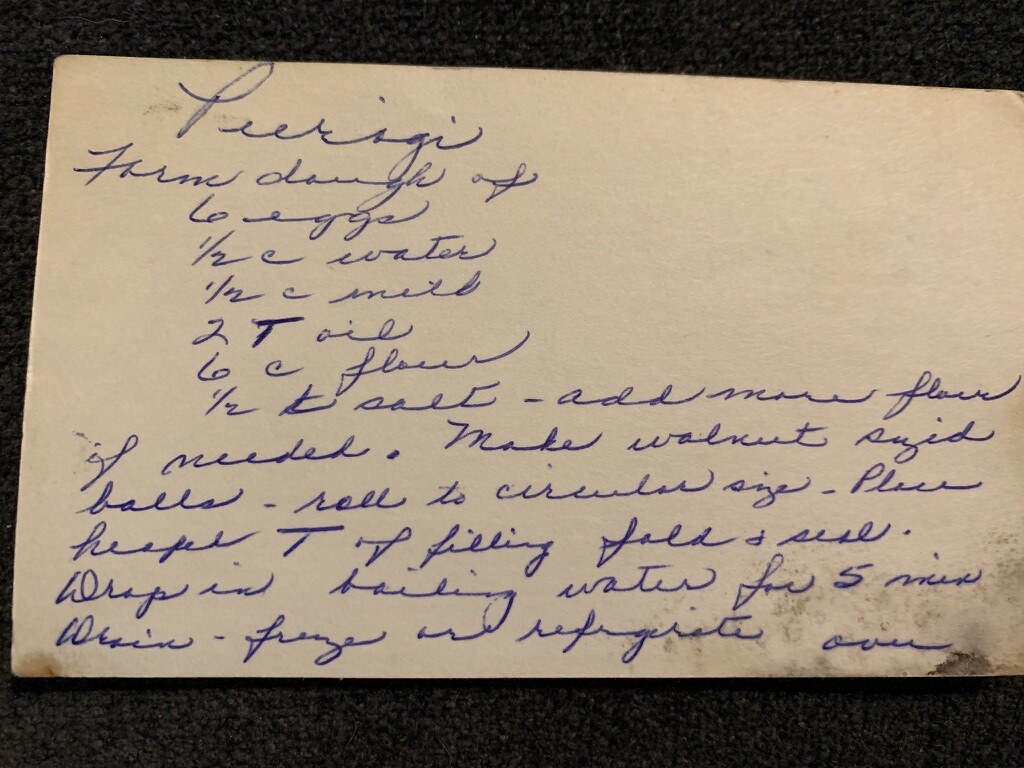 Pierogi
Form dough of
6 eggs
1/2 c water
1/2 c milk
2 T oil
6 c flour
1/2 t salt - add more flour
if needed. Make walnut sized
balls - roll to circular size - Place
heaped T of filling fold & seal.
Drop in boiling water for 5 min
Drain - freeze or refrigerate over